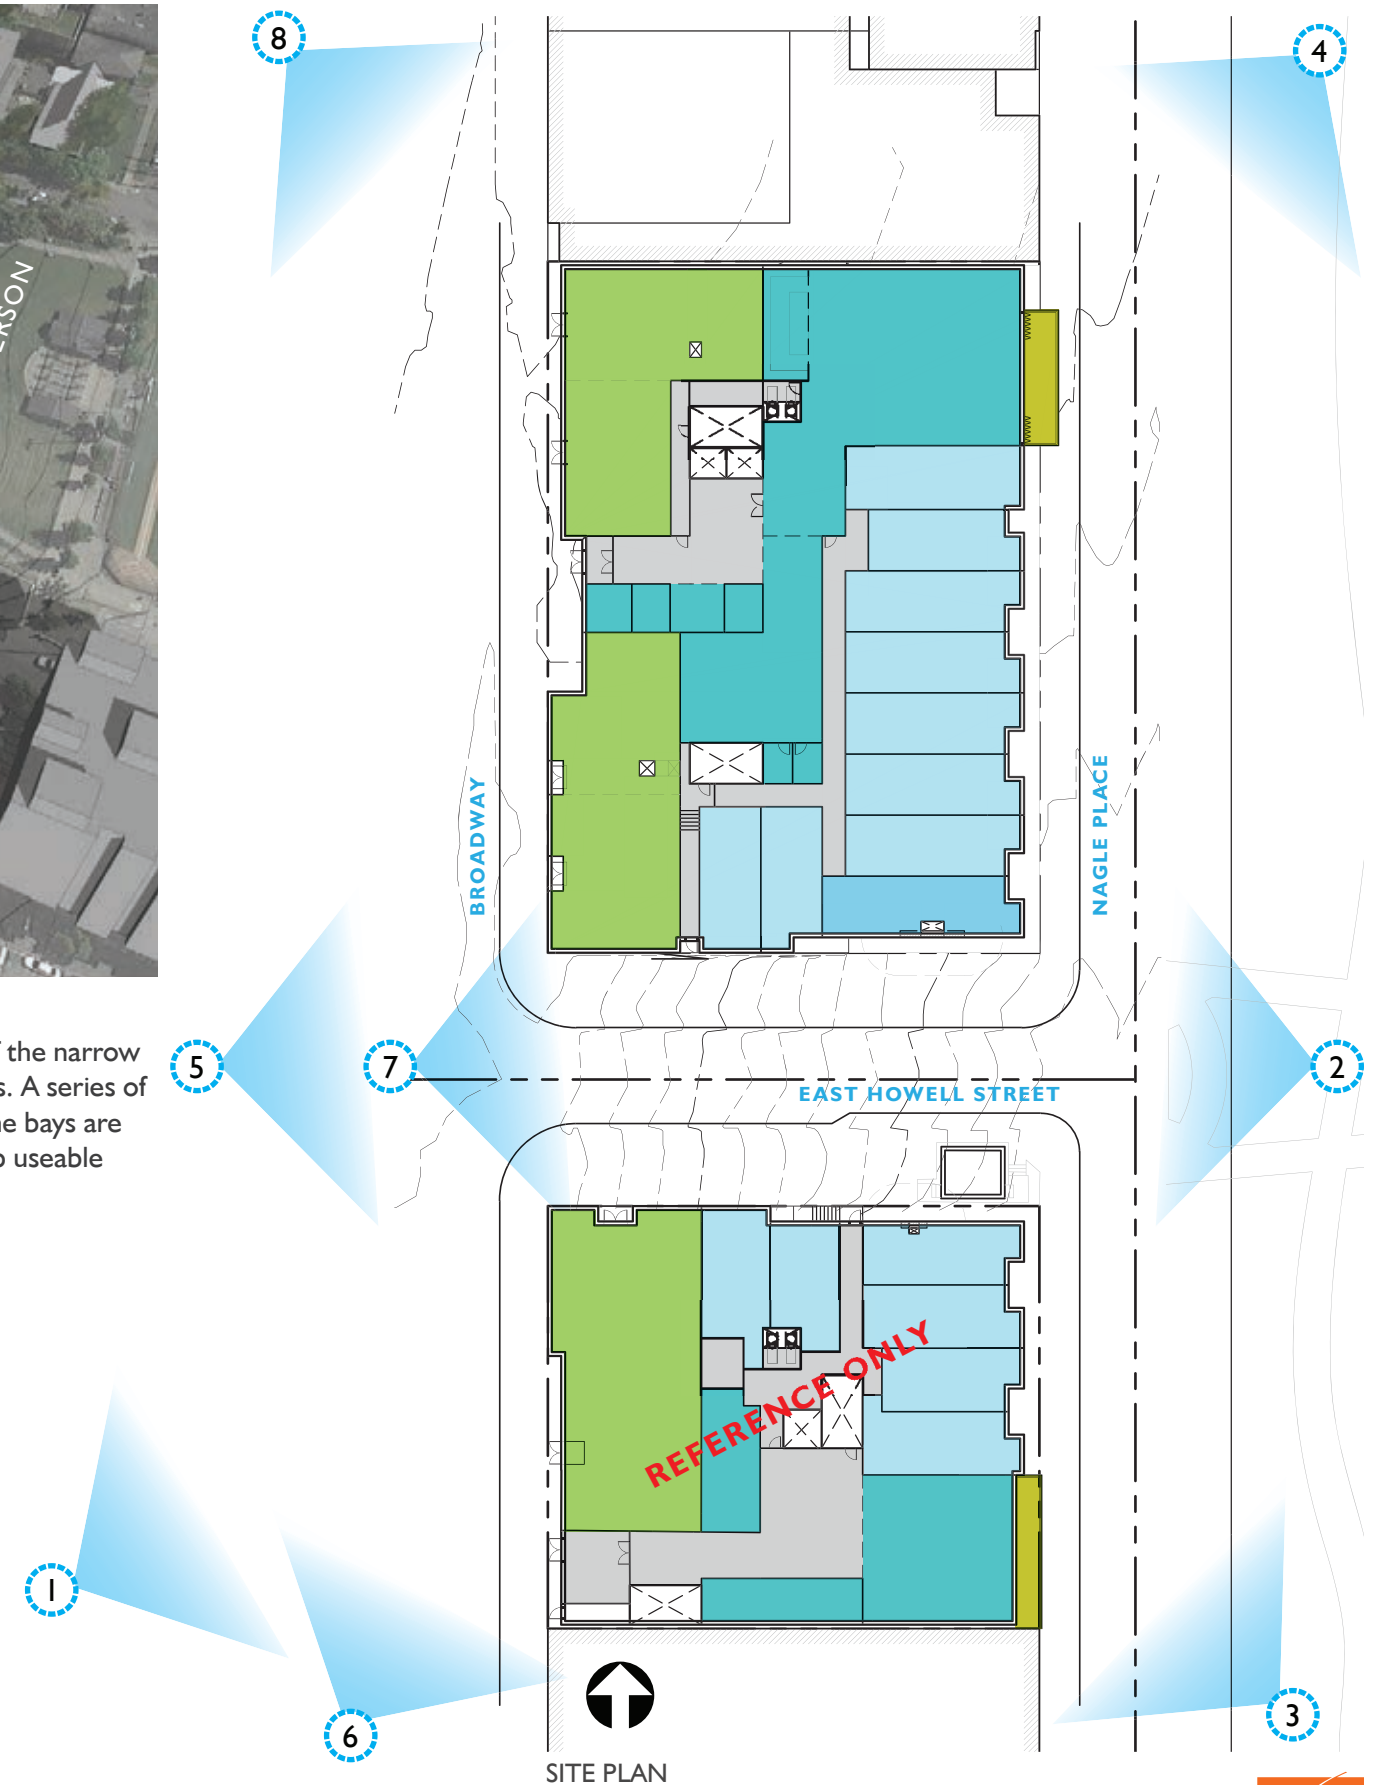 8
4
ERSON
BROADWAY
NAGLE PLACE
the narrow
5
7
2
s. A series of
EAST HOWELL STREET
ne bays are
useable
REFERENCE ONLY
1
6
3
SITE PLAN